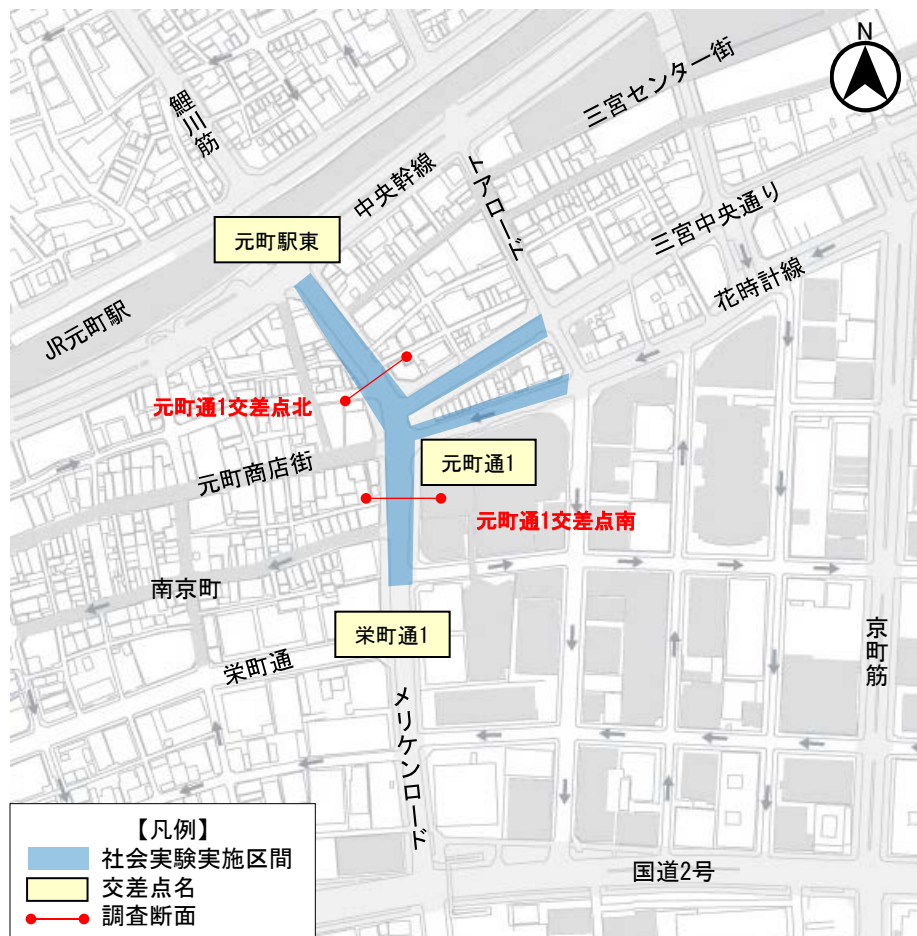 N
三宮センター街
鯉川筋
トアロード
中央幹線
三宮中央通り
元町駅東
花時計線
JR元町駅
元町通1交差点北
元町商店街
元町通1
元町通1交差点南
南京町
栄町通1
京町筋
栄町通
メリケンロード
【凡例】
社会実験実施区間
交差点名
調査断面
国道2号